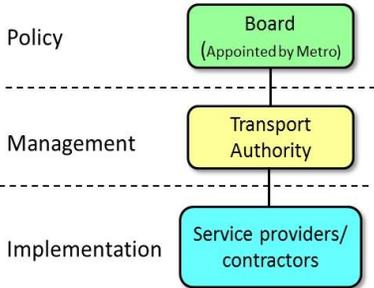 Policy
Board
(Appointed by Metro)
Management
Transport
Authority
Implementation
Service providers/
contractors